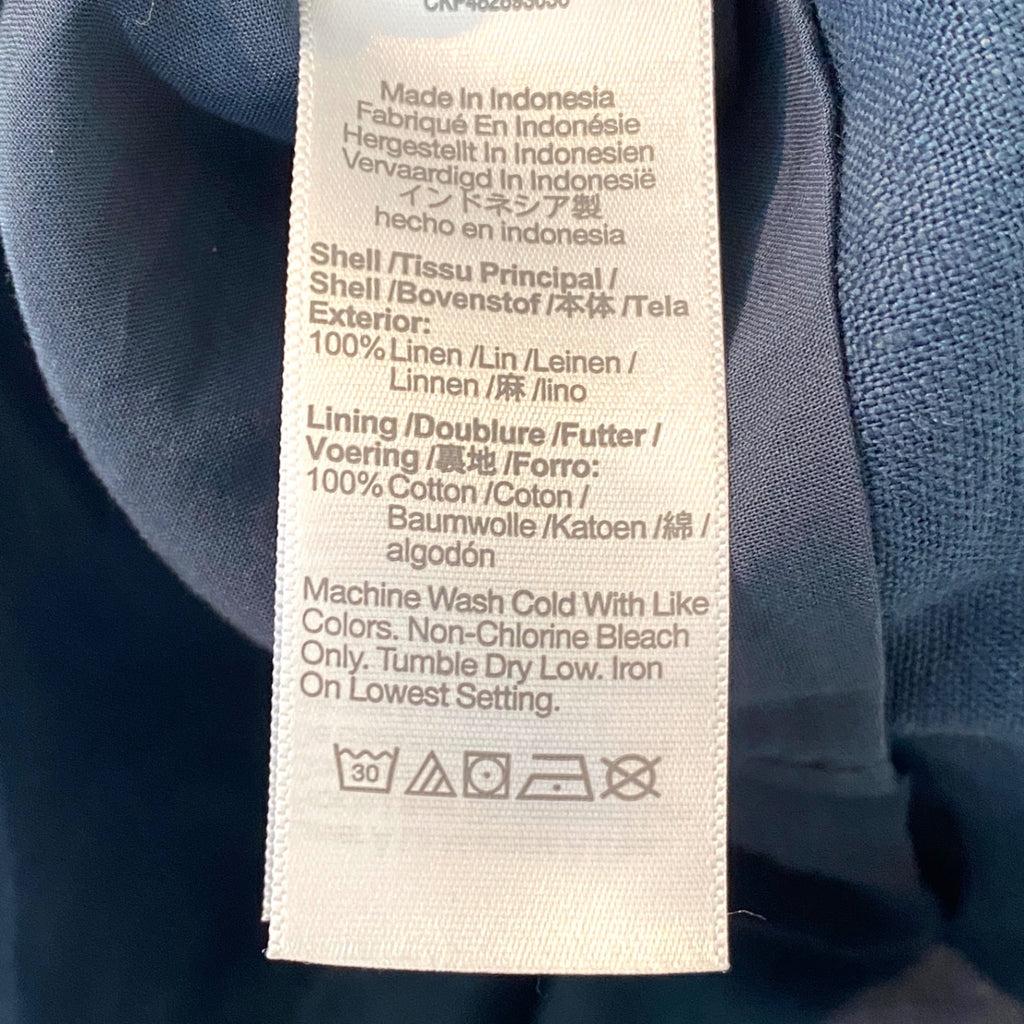 Made In Indonesia
Fabriqué En Indonésie
Hergestellt In Indonesien
Vervaardigd In Indonesië
インドネシア製
hecho en indonesia
Shell /Tissu Principal /
Shell /Bovenstof /本体 /Tela
Exterior:
100% Linen /Lin /Leinen /
Linnen /麻 /lino
Lining /Doublure /Futter /
Voering /裏地 /Forro:
100% Cotton /Coton /
Baumwolle /Katoen /綿 /
algodón
Machine Wash Cold With Like
Colors. Non-Chlorine Bleach
Only. Tumble Dry Low. Iron
On Lowest Setting.
30